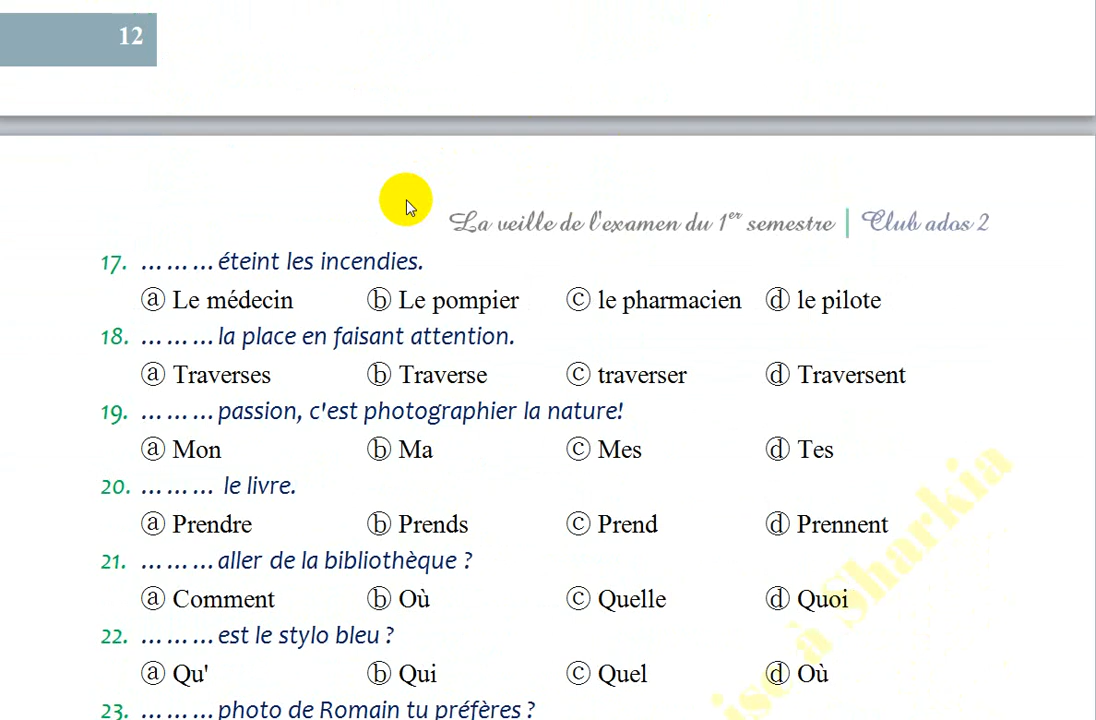 12
La veille de l'examen du 1er semestre | Club ados 2
17. ... ... ... éteint les incendies.
ⓐ Le médecin ⓑ Le pompier ⓒ le pharmacien ⓓ le pilote
18. ... ... ... la place en faisant attention.
ⓐ Traverses ⓑ Traverse ⓒ traverser ⓓ Traversent
19. ... ... ... passion, c'est photographier la nature!
ⓐ Mon ⓑ Ma ⓒ Mes ⓓ Tes
20. ... ... ... le livre.
ⓐ Prendre ⓑ Prends ⓒ Prend ⓓ Prennent
21. ... ... ... aller de la bibliothèque ?
ⓐ Comment ⓑ Où ⓒ Quelle ⓓ Quoi
22. ... ... ... est le stylo bleu ?
ⓐ Qu' ⓑ Qui ⓒ Quel ⓓ Où
23. ... ... ... photo de Romain tu préfères ?
à Sharkia